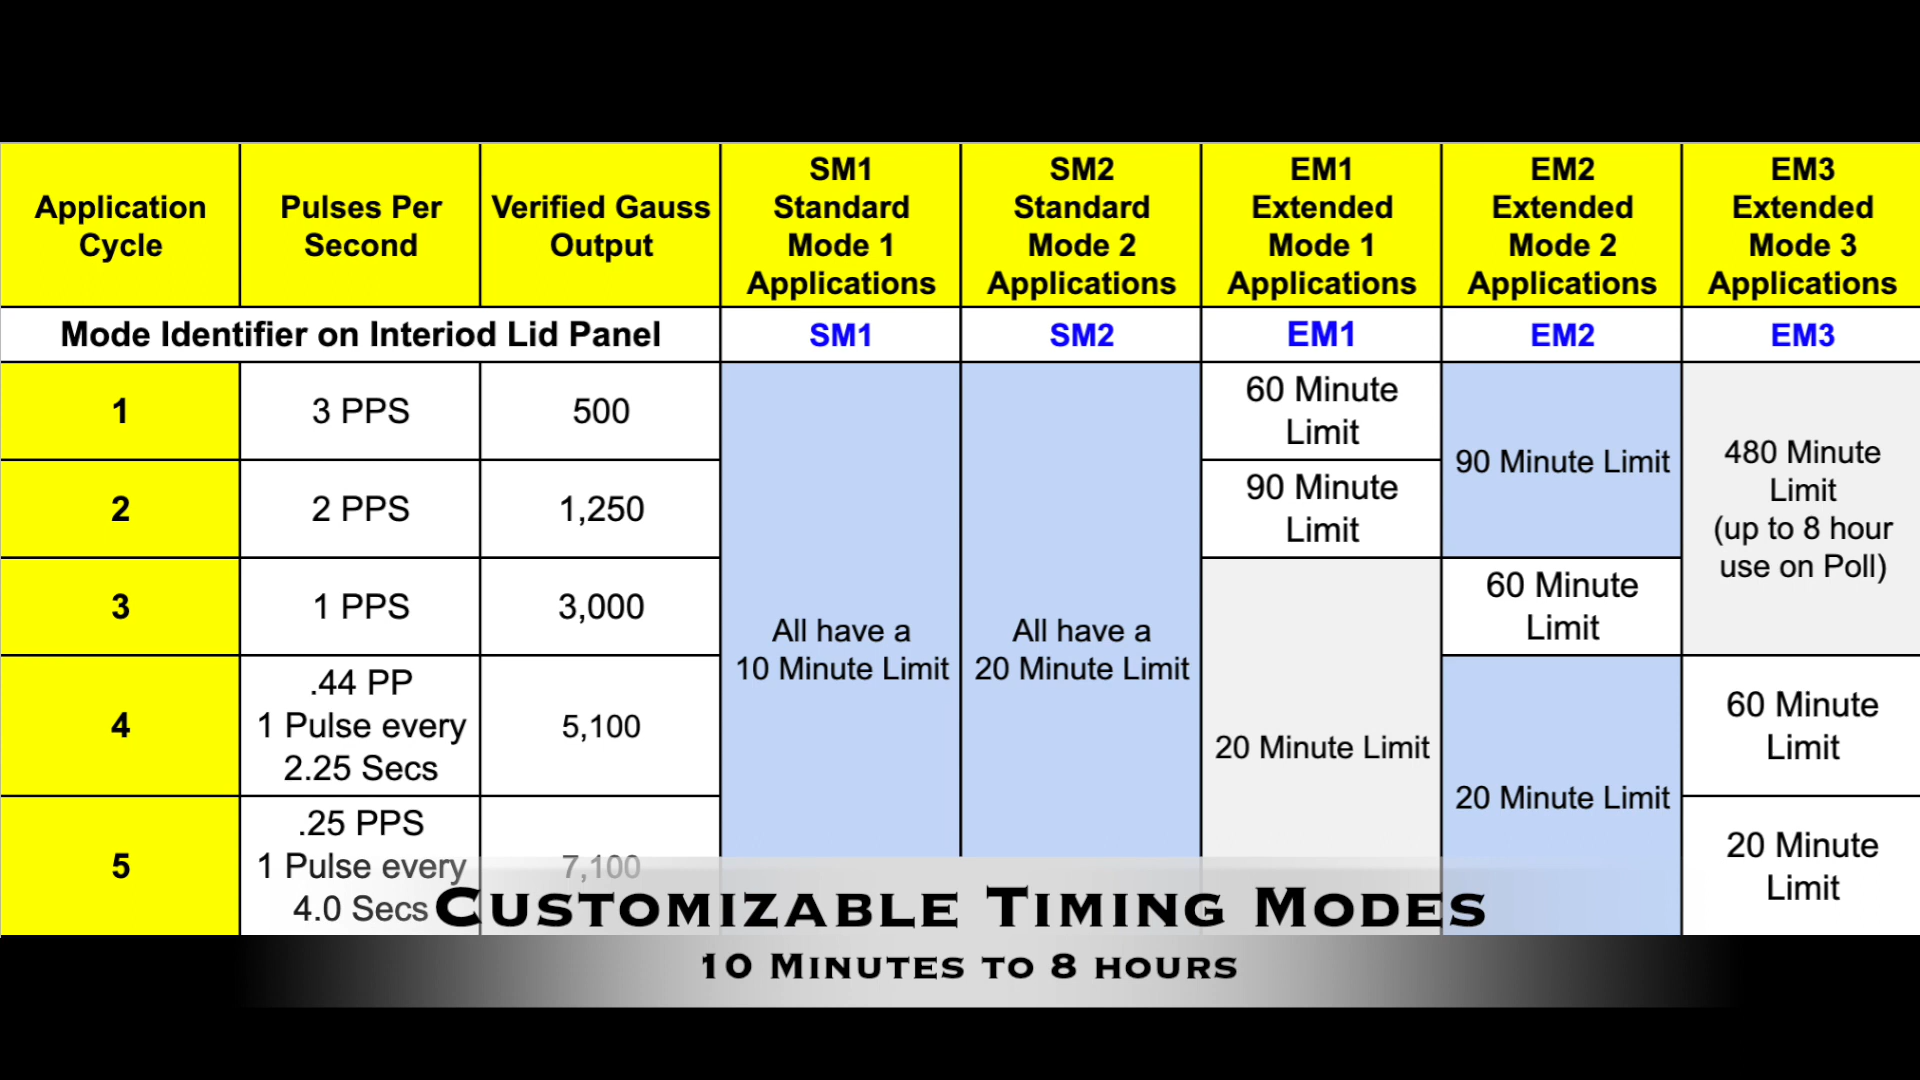 Application
Cycle
Pulses Per
Second
Verified Gauss
Output
SM1
Standard
Mode 1
Applications
SM2
Standard
Mode 2
Applications
EM1
Extended
Mode 1
Applications
EM2
Extended
Mode 2
Applications
EM3
Extended
Mode 3
Applications
Mode Identifier on Interiod Lid Panel
SM1
SM2
EM1
EM2
EM3
1
3 PPS
500
All have a
10 Minute Limit
All have a
20 Minute Limit
60 Minute
Limit
90 Minute Limit
480 Minute
Limit
(up to 8 hour
use on Poll)
2
2 PPS
1,250
90 Minute
Limit
3
1 PPS
3,000
20 Minute Limit
60 Minute
Limit
4
.44 PP
1 Pulse every
2.25 Secs
5,100
20 Minute Limit
60 Minute
Limit
5
.25 PPS
1 Pulse every
4.0 Secs
7,100
20 Minute
Limit
CUSTOMIZABLE TIMING MODES
10 MINUTES TO 8 HOURS